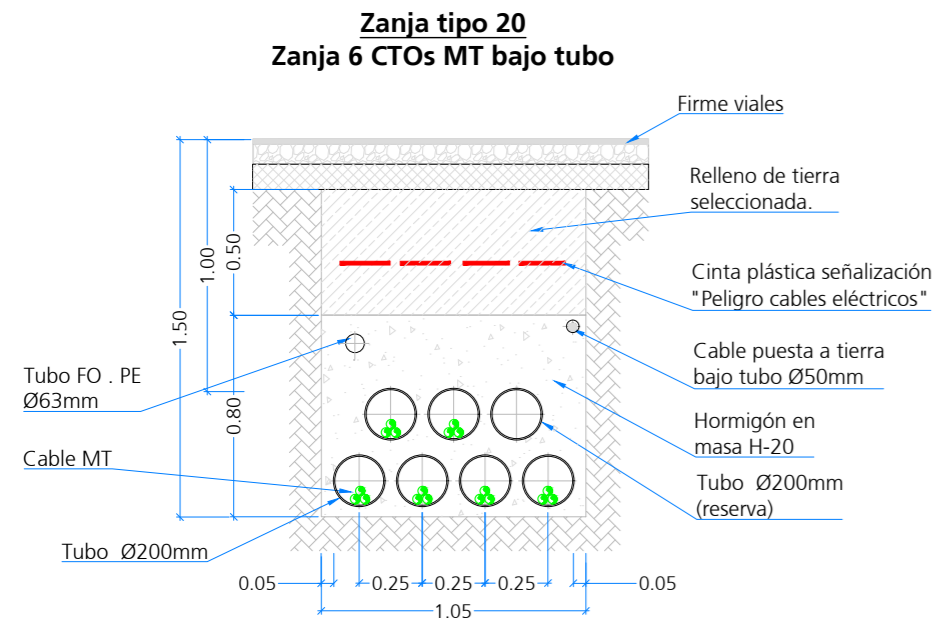 Zanja tipo 20
Zanja 6 CTOs MT bajo tubo
Firme viales
Relleno de tierra
seleccionada.
Cinta plástica señalización
"Peligro cables eléctricos"
Cable puesta a tierra
bajo tubo Ø50mm
Hormigón en
masa H-20
Tubo Ø200mm
(reserva)
1.50
1.00
0.50
0.80
Tubo FO . PE
Ø63mm
Cable MT
Tubo Ø200mm
0.05
0.25
0.25
0.25
0.05
1.05